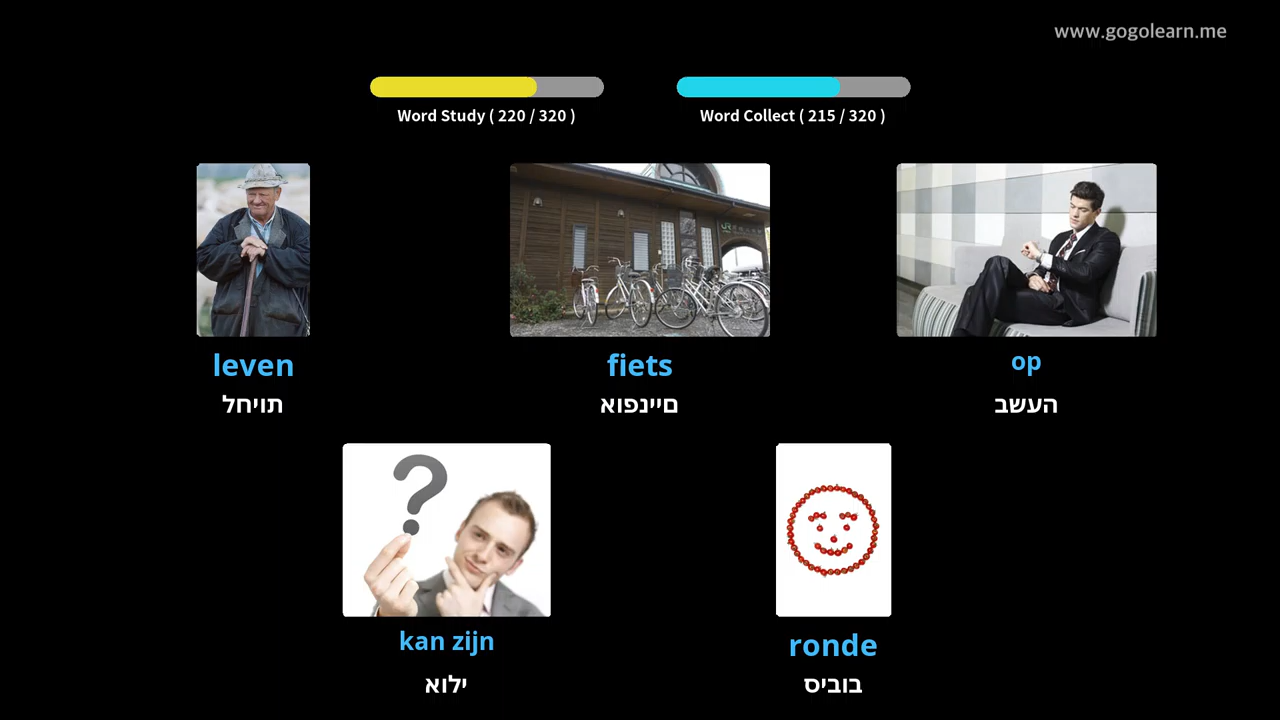 www.gogolearn.me
Word Study ( 220 / 320 )
Word Collect ( 215 / 320 )
leven
תויחל
fiets
םיינפוא
op
העשב
kan zijn
ילוא
ronde
בוביס